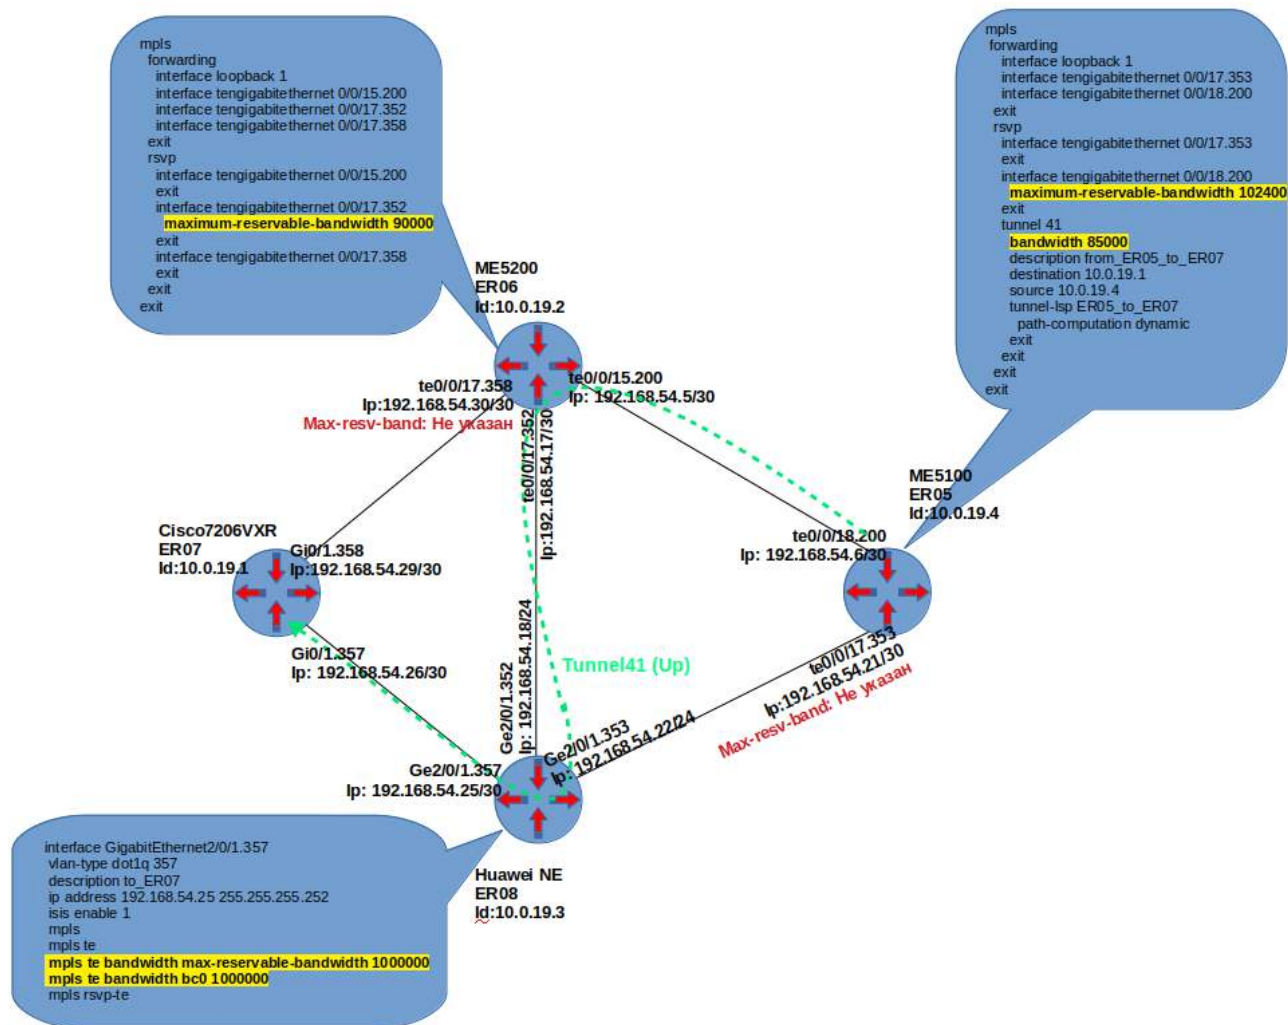 mpls
forwarding
interface loopback 1
interface tengigabitethernet 0/0/15.200
interface tengigabitethernet 0/0/17.352
interface tengigabitethernet 0/0/17.358
exit
rsvp
interface tengigabitethernet 0/0/15.200
exit
interface tengigabitethernet 0/0/17.352
maximum-reservable-bandwidth 90000
exit
interface tengigabitethernet 0/0/17.358
exit
exit
exit
mpls
forwarding
interface loopback 1
interface tengigabitethernet 0/0/17.353
interface tengigabitethernet 0/0/18.200
exit
rsvp
interface tengigabitethernet 0/0/17.353
exit
interface tengigabitethernet 0/0/18.200
maximum-reservable-bandwidth 102400
exit
tunnel 41
bandwidth 85000
description from_ER05_to_ER07
destination 10.0.19.1
source 10.0.19.4
tunnel-lsp ER05_to_ER07
path-computation dynamic
exit
exit
exit
exit
ME5200
ER06
Id:10.0.19.2
te0/0/17.358
Ip:192.168.54.30/30
Max-resv-band: Не указан
te0/0/15.200
Ip: 192.168.54.5/30
te0/0/17.352
Ip:192.168.54.17/30
ME5100
ER05
Id:10.0.19.4
te0/0/18.200
Ip: 192.168.54.6/30
Cisco7206VXR
ER07
Id:10.0.19.1
Gi0/1.358
Ip:192.168.54.29/30
Gi0/1.357
Ip: 192.168.54.26/30
Ge2/0/1.352
Ip: 192.168.54.18/24
Tunnel41 (Up)
te0/0/17.353
Ip:192.168.54.21/30
Max-resv-band: Не указан
Ge2/0/1.353
Ip: 192.168.54.22/24
Ge2/0/1.357
Ip: 192.168.54.25/30
Huawei NE
ER08
Id:10.0.19.3
interface GigabitEthernet2/0/1.357
vlan-type dot1q 357
description to_ER07
ip address 192.168.54.25 255.255.255.252
isis enable 1
mpls
mpls te
mpls te bandwidth max-reservable-bandwidth 1000000
mpls te bandwidth bc0 1000000
mpls rsvp-te